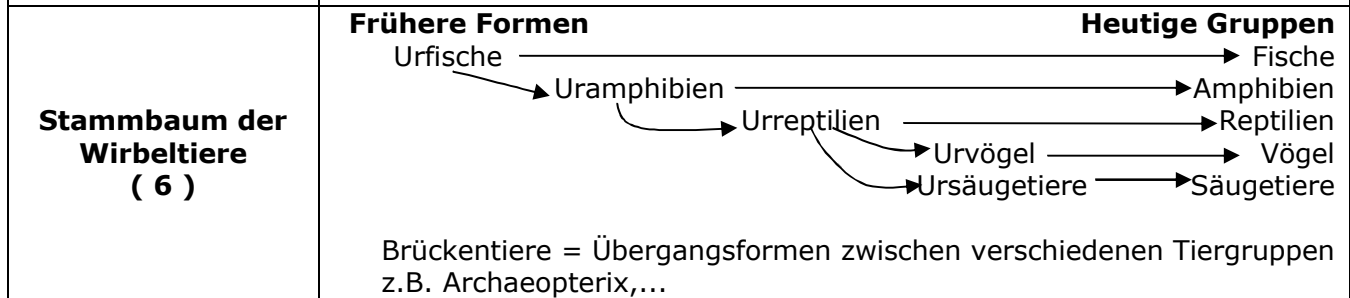 Stammbaum der
Wirbeltiere
( 6 )
Frühere Formen Heutige Gruppen
Urfische Fische
Uramphibien Amphibien
Urreptilien Reptilien
Urvögel Vögel
Ursäugetiere Säugetiere
Brückentiere = Übergangsformen zwischen verschiedenen Tiergruppen
z.B. Archaeopterix,...